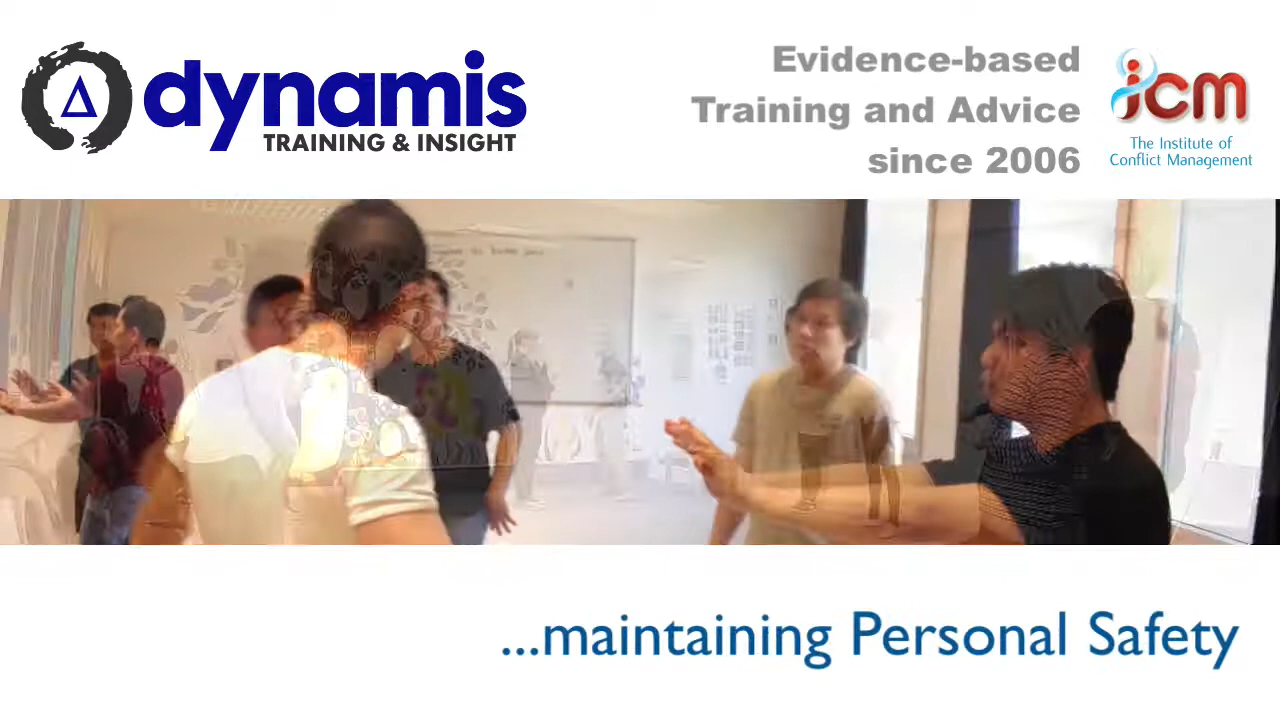 dynamis
TRAINING & INSIGHT
Evidence-based
Training and Advice
since 2006
icm
The Institute of
Conflict Management
...maintaining Personal Safety